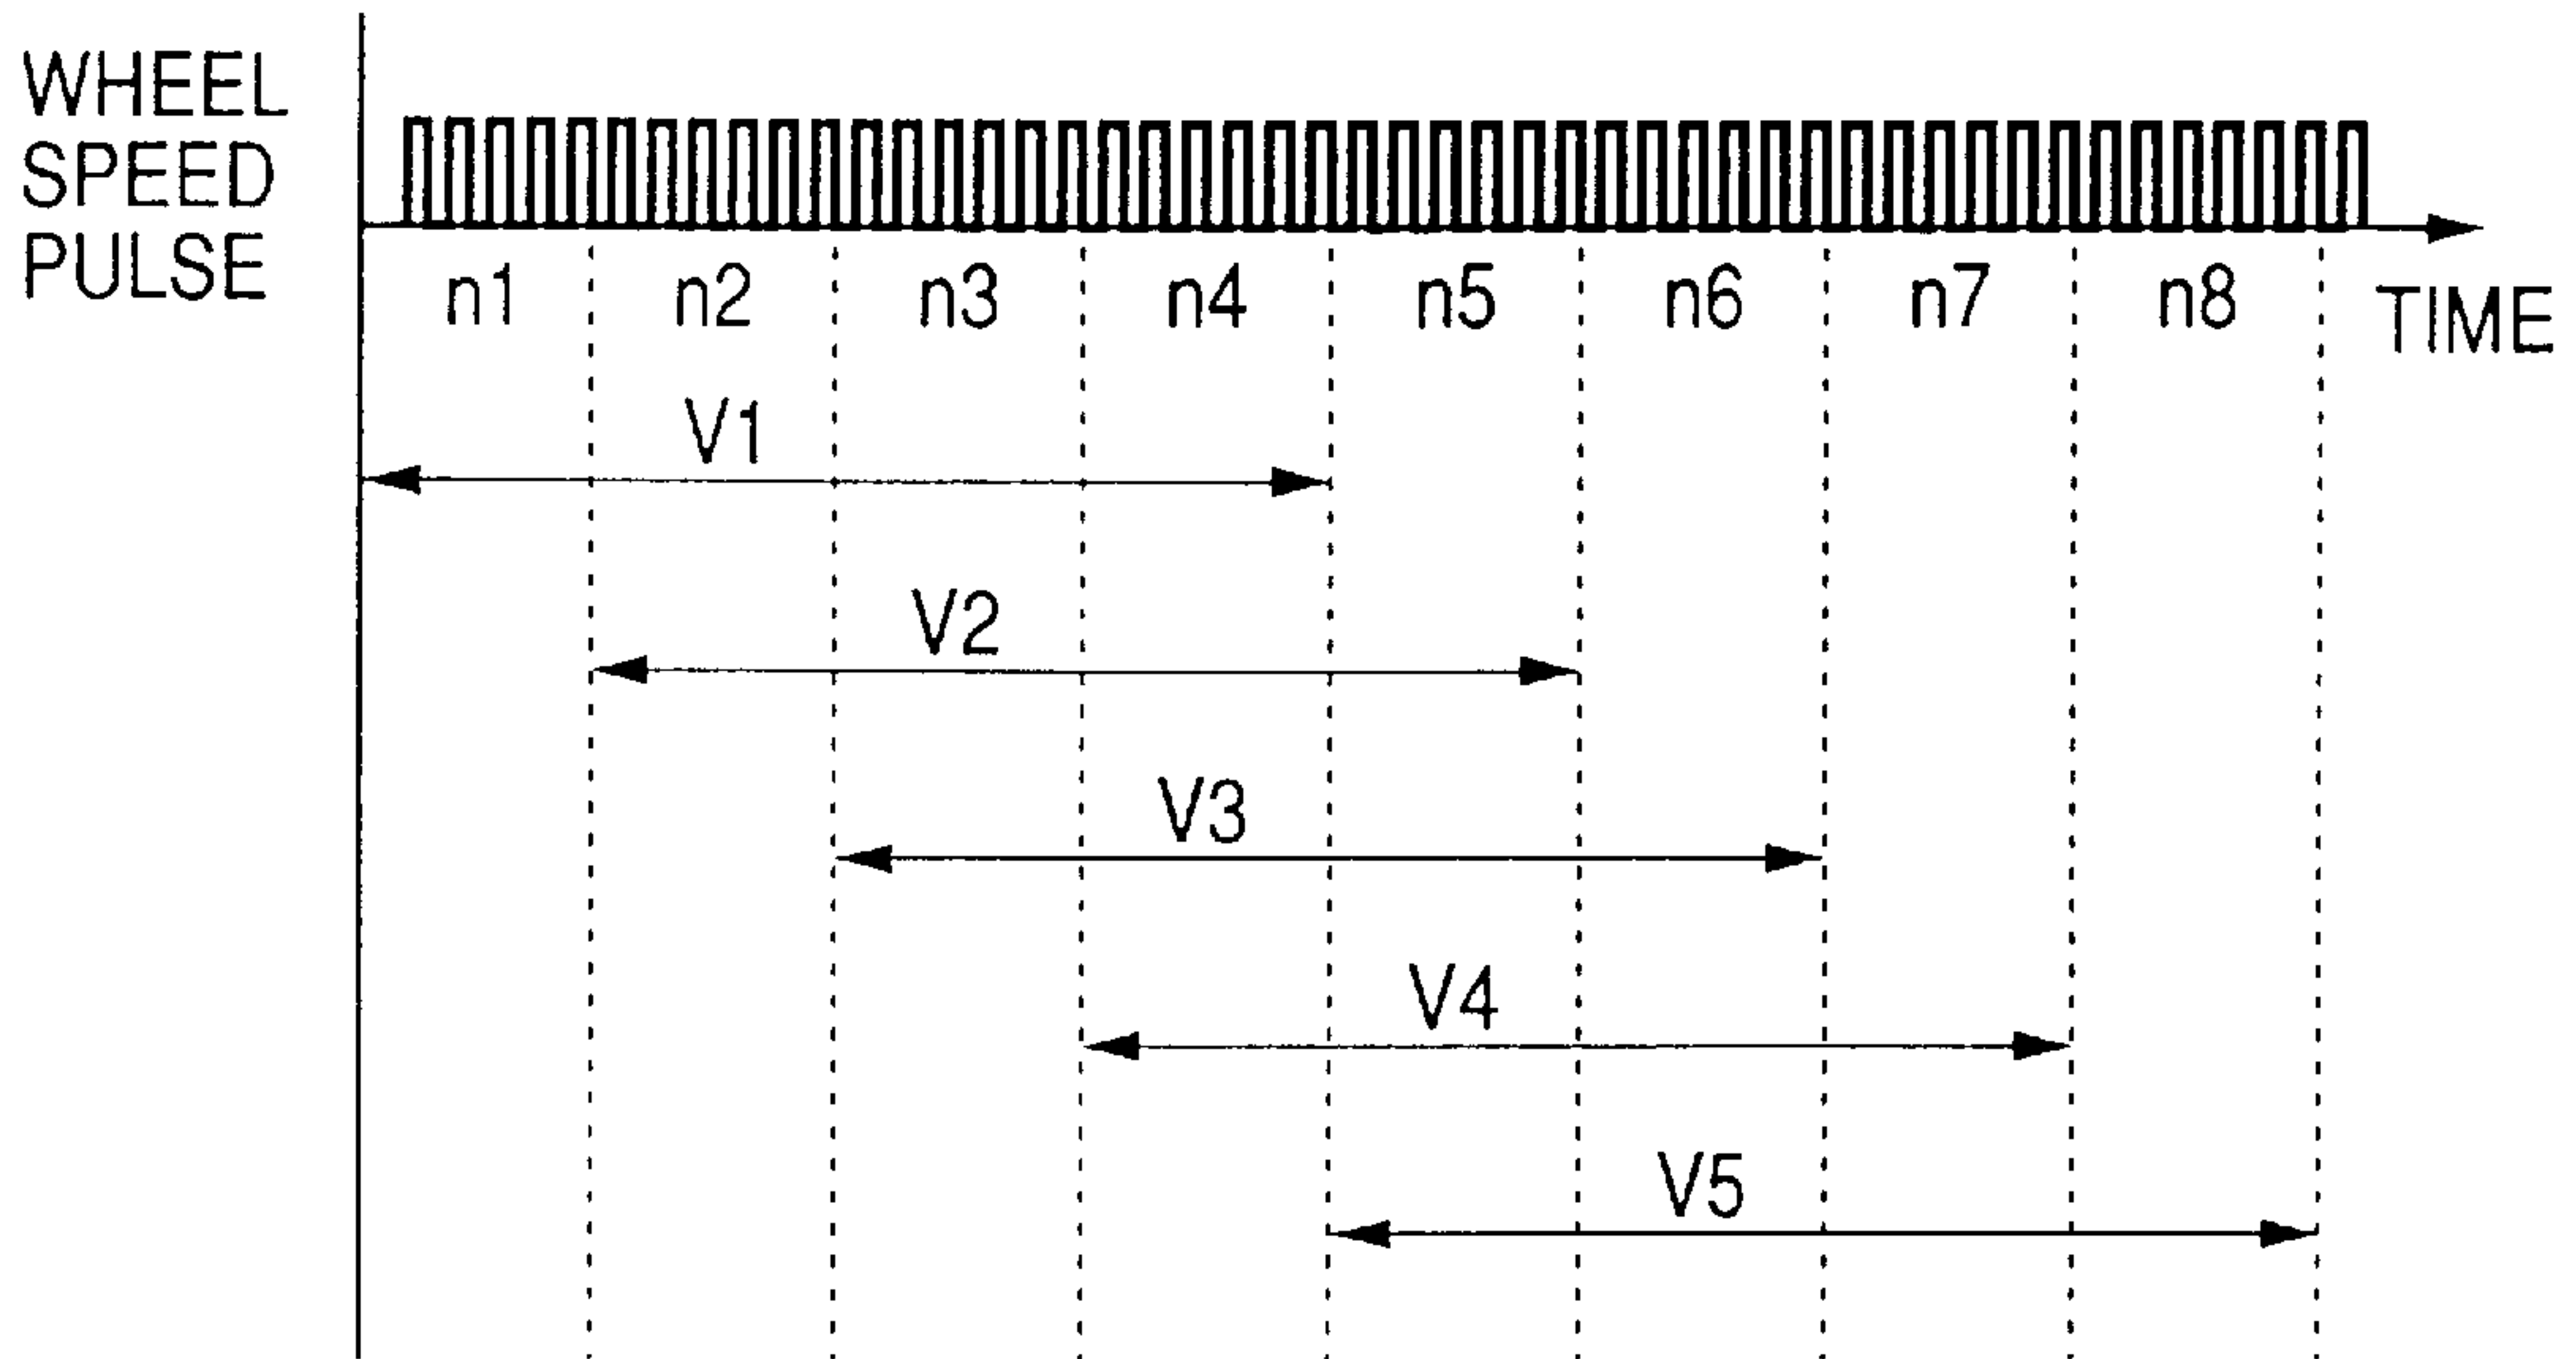 WHEEL
SPEED
PULSE
n1 n2 n3 n4 n5 n6 n7 n8
TIME
V1
V2
V3
V4
V5